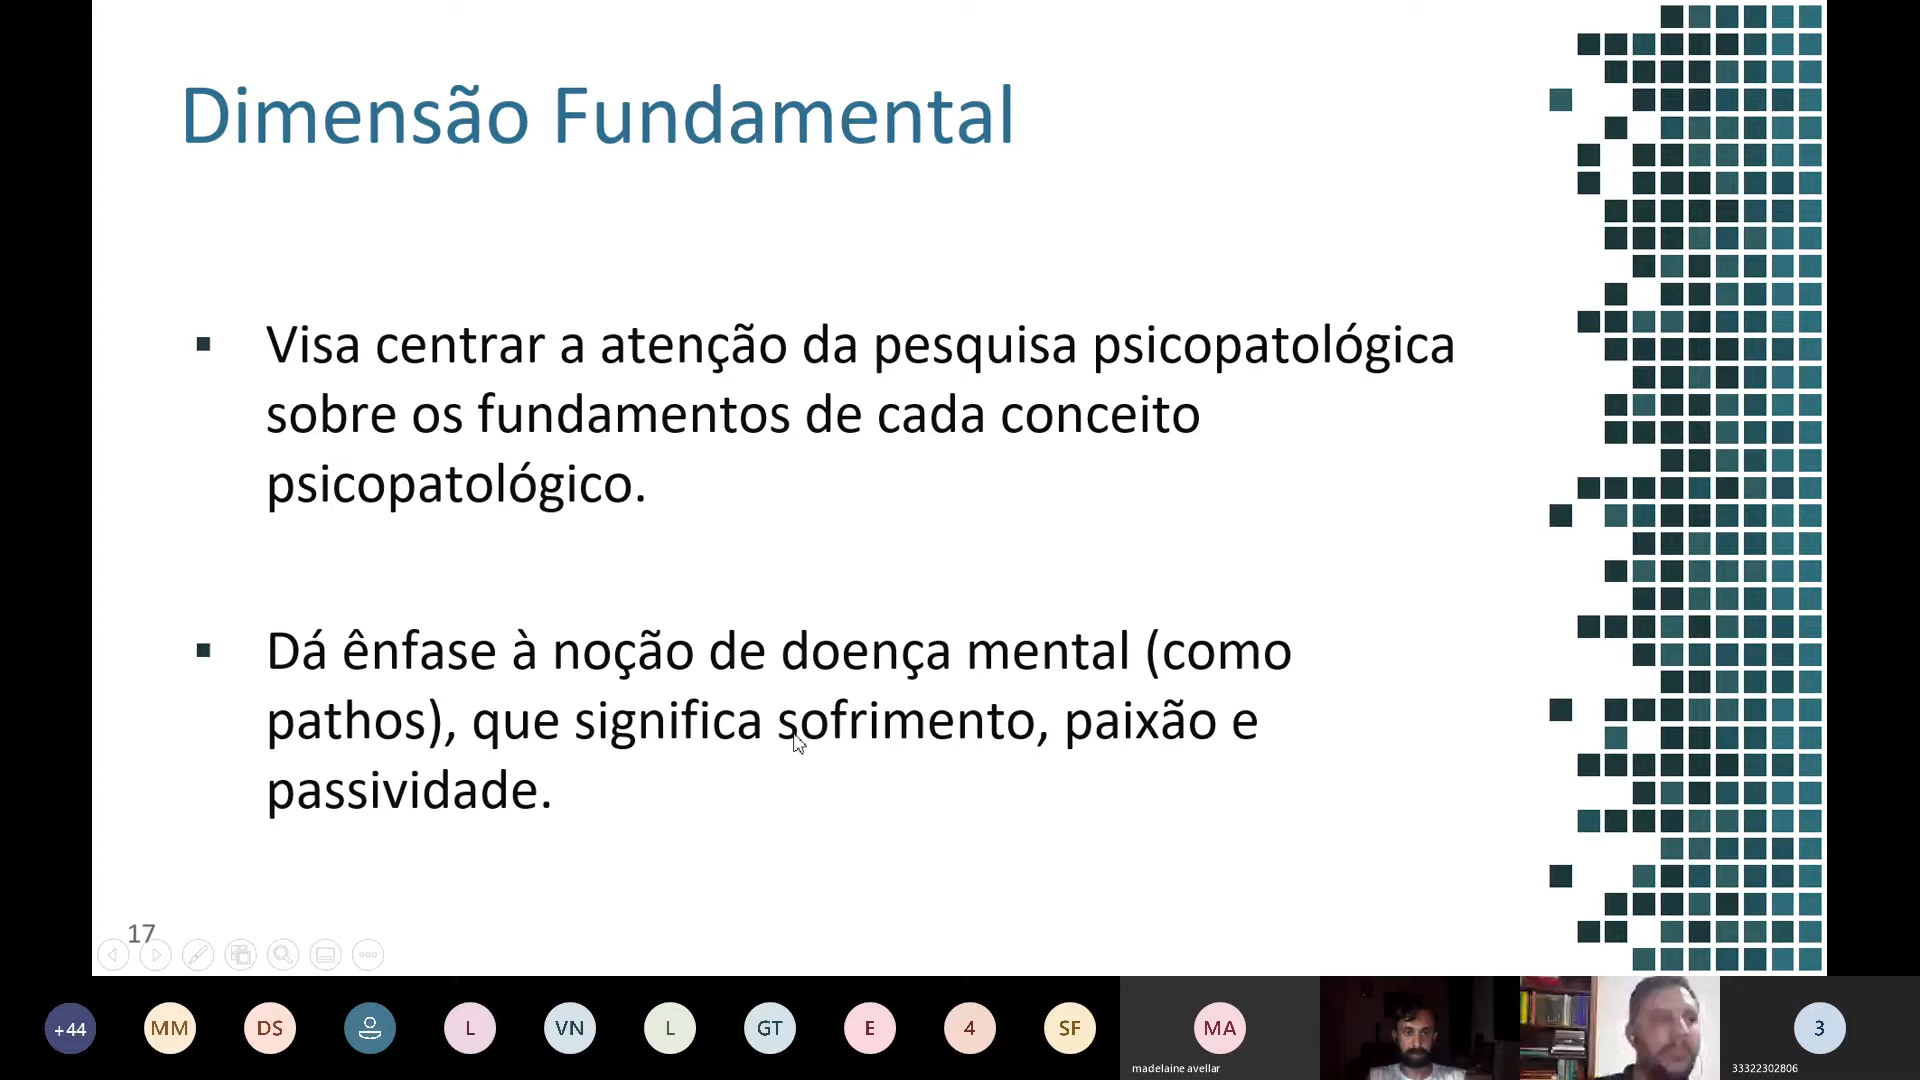 Dimensão Fundamental
▪ Visa centrar a atenção da pesquisa psicopatológica
sobre os fundamentos de cada conceito
psicopatológico.
▪ Dá ênfase à noção de doença mental (como
pathos), que significa sofrimento, paixão e
passividade.
17
+44 MM DS L VN L GT E 4 SF MA 3
madelaine avellar
33322302806